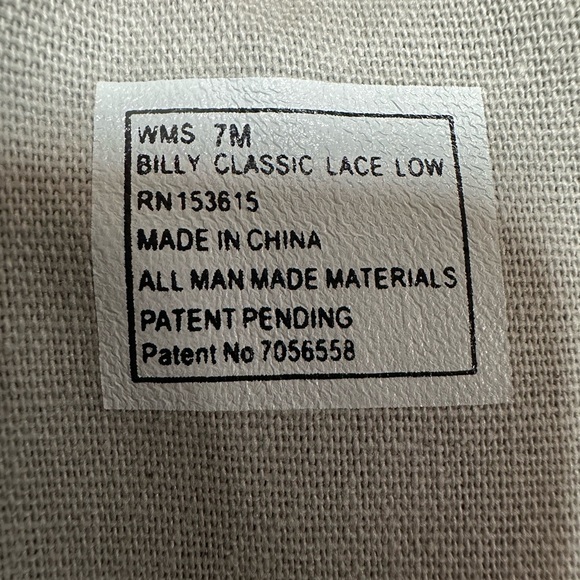 WMS 7M
BILLY CLASSIC LACE LOW
RN153615
MADE IN CHINA
ALL MAN MADE MATERIALS
PATENT PENDING
Patent No 7056558